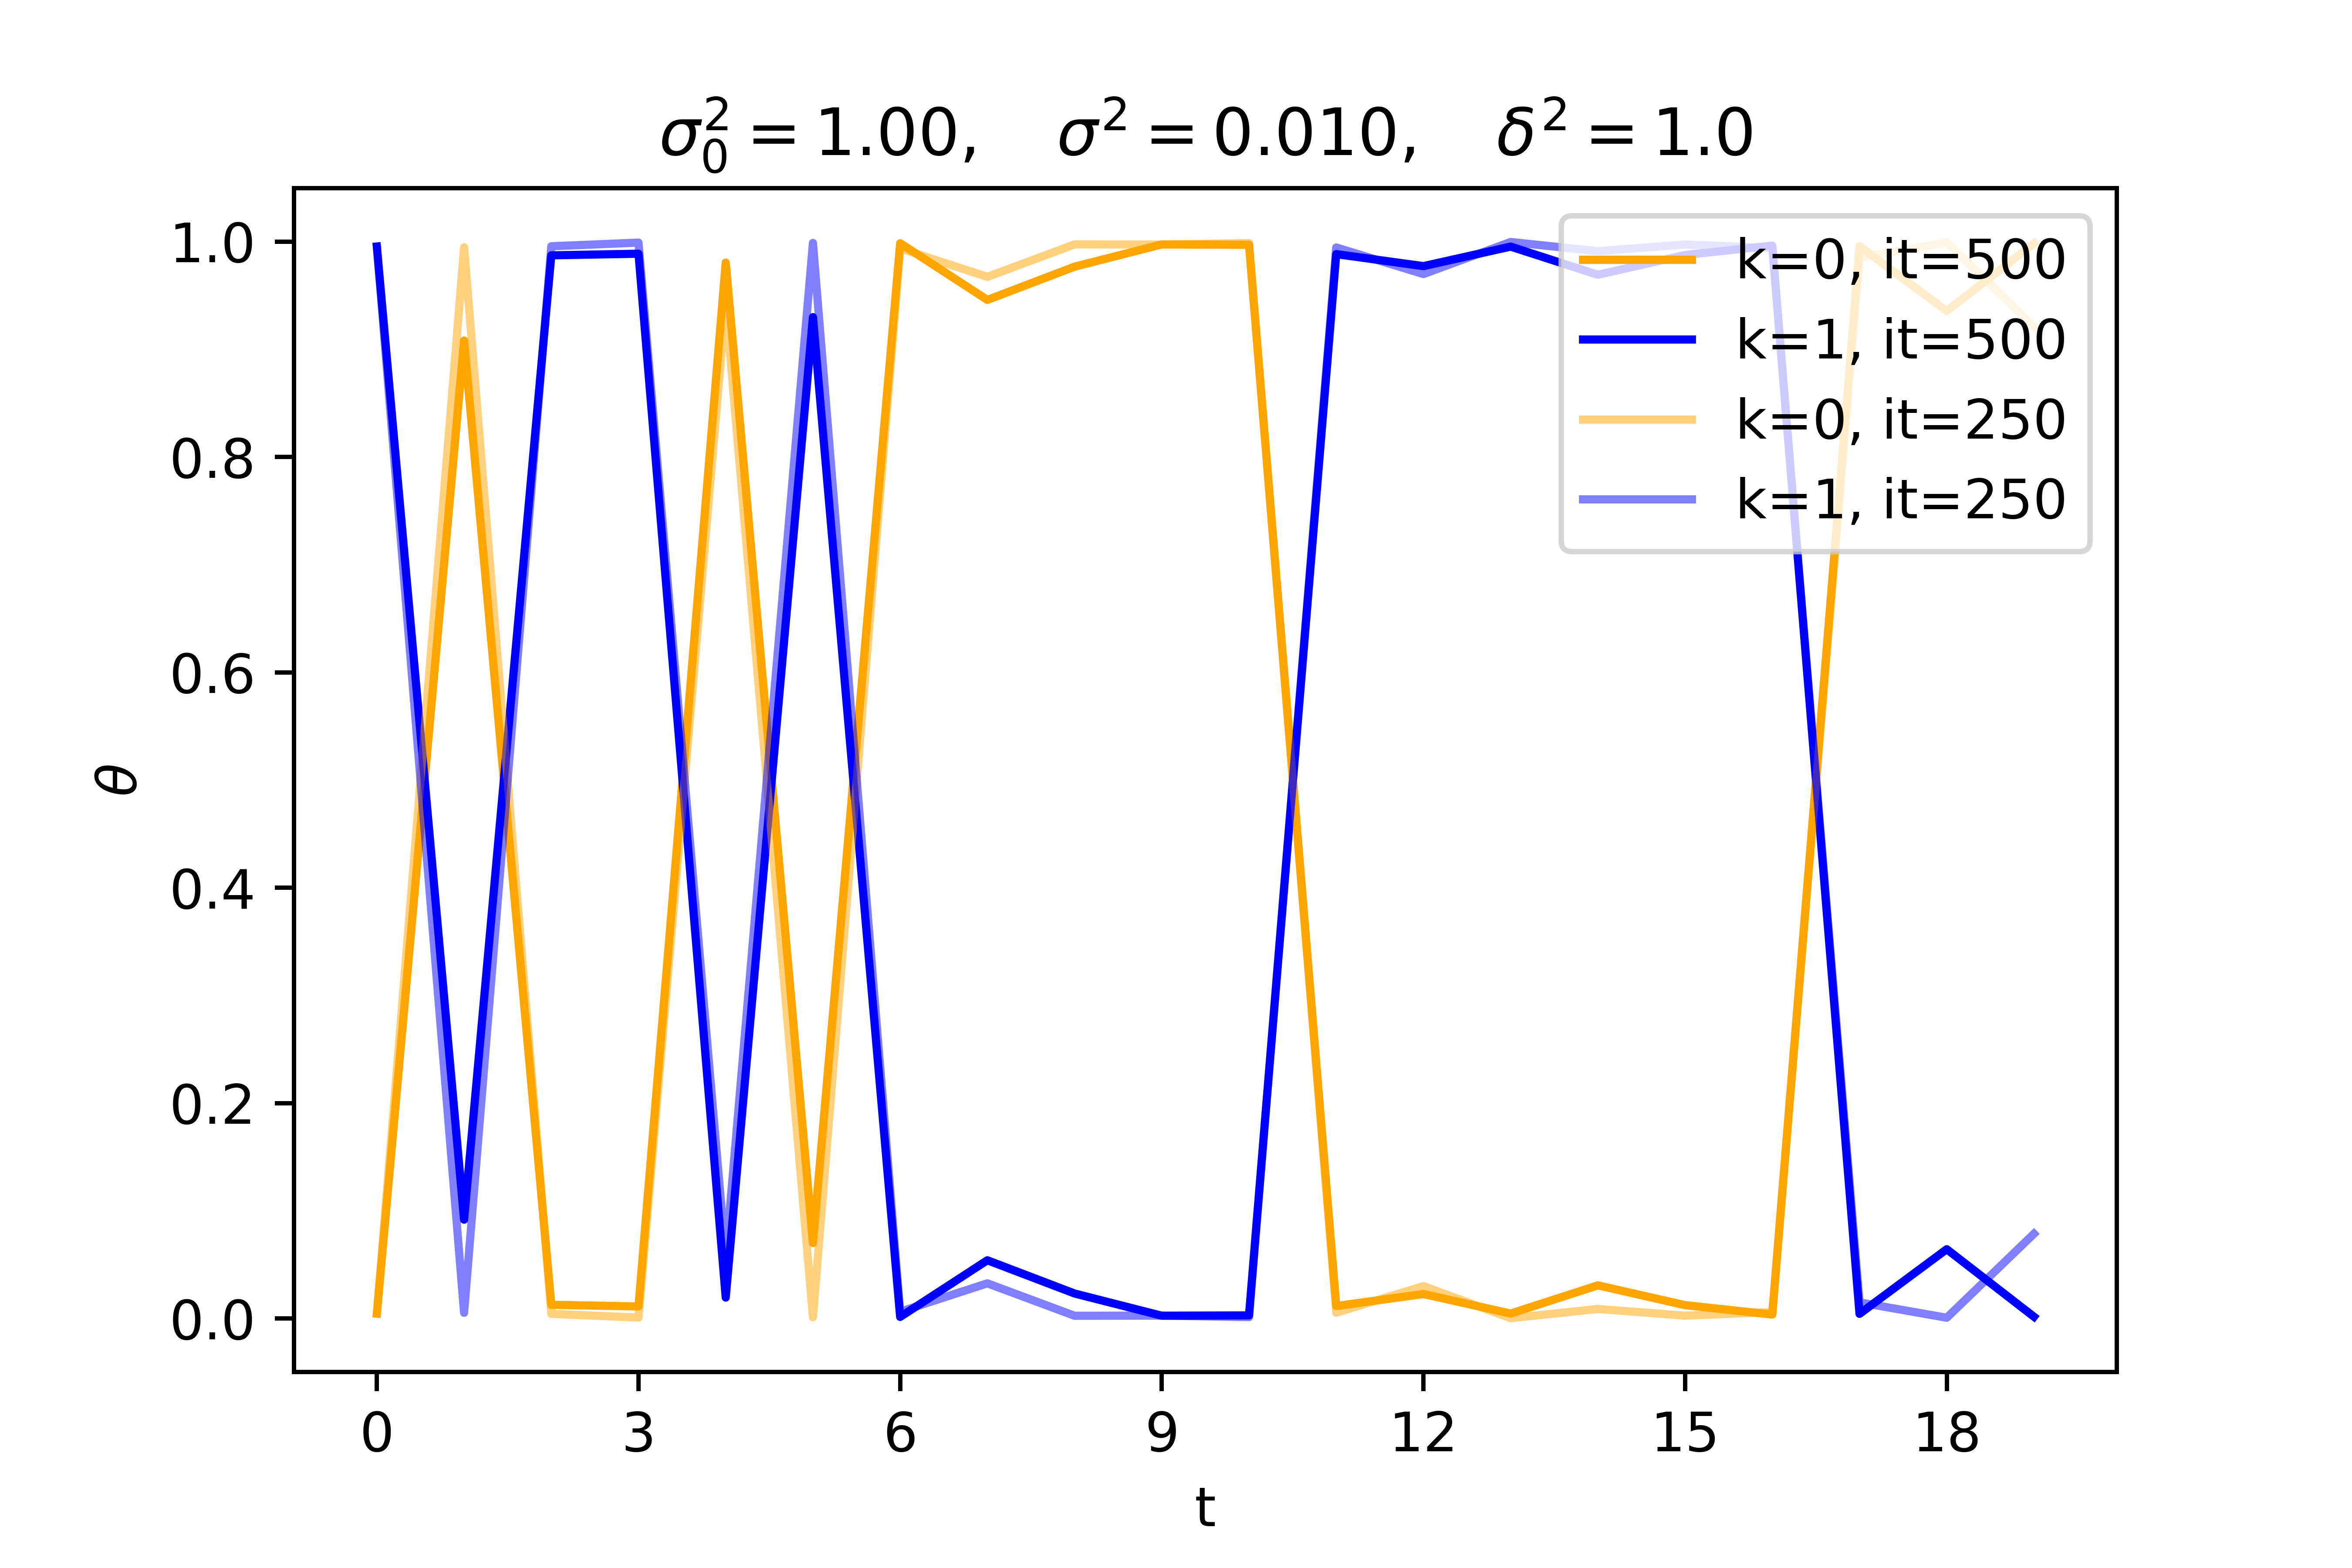 σ₀² = 1.00,    σ² = 0.010,    δ² = 1.0
1.0
0.8
0.6
0.4
0.2
0.0
θ
k=0, it=500
k=1, it=500
k=0, it=250
k=1, it=250
0 3 6 9 12 15 18
t